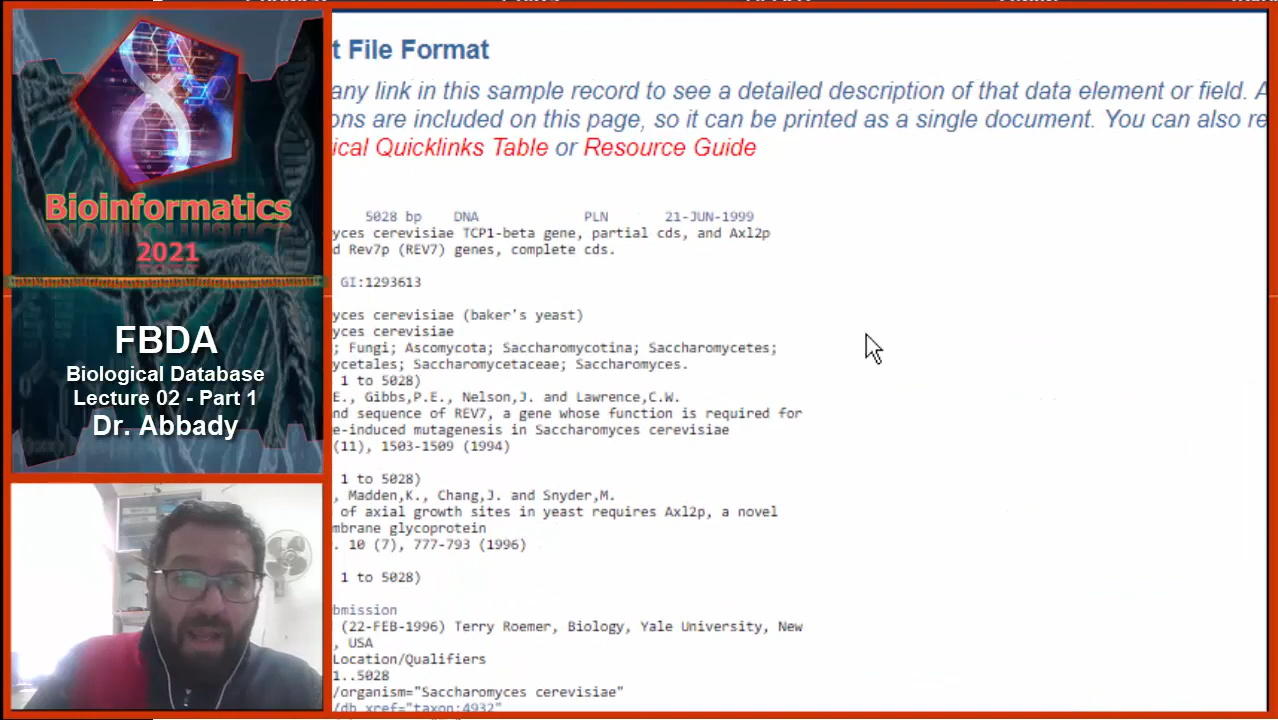 Bioinformatics
2021
FBDA
Biological Database
Lecture 02 - Part 1
Dr. Abbady
t File Format
any link in this sample record to see a detailed description of that data element or field. A
ons are included on this page, so it can be printed as a single document. You can also re
ical Quicklinks Table or Resource Guide
5028 bp DNA PLN 21-JUN-1999
yces cerevisiae TCP1-beta gene, partial cds, and Axl2p
d Rev7p (REV7) genes, complete cds.
GI:1293613
yces cerevisiae (baker's yeast)
yces cerevisiae
; Fungi; Ascomycota; Saccharomycotina; Saccharomycetes;
ycetales; Saccharomycetaceae; Saccharomyces.
1 to 5028)
E., Gibbs,P.E., Nelson,J. and Lawrence,C.W.
nd sequence of REV7, a gene whose function is required for
e-induced mutagenesis in Saccharomyces cerevisiae
(11), 1503-1509 (1994)
1 to 5028)
, Madden,K., Chang,J. and Snyder,M.
of axial growth sites in yeast requires Axl2p, a novel
mbrane glycoprotein
. 10 (7), 777-793 (1996)
1 to 5028)
bmission
(22-FEB-1996) Terry Roemer, Biology, Yale University, New
, USA
Location/Qualifiers
1..5028
/organism="Saccharomyces cerevisiae"
/db_xref="taxon:4932"